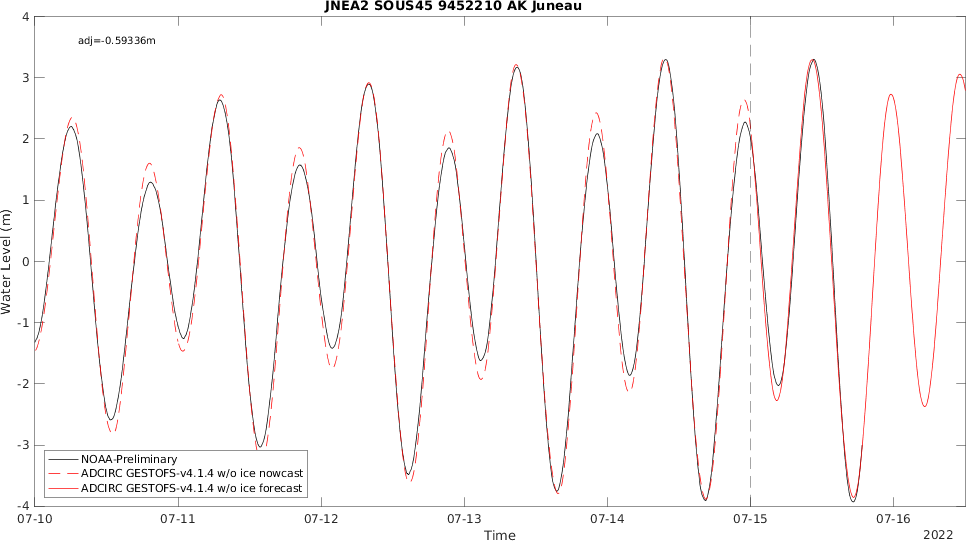 JNEA2 SOUS45 9452210 AK Juneau
adj=-0.59336m
4
3
2
1
0
-1
-2
-3
-4
Water Level (m)
NOAA-Preliminary
ADCIRC GESTOFS-v4.1.4 w/o ice nowcast
ADCIRC GESTOFS-v4.1.4 w/o ice forecast
07-10 07-11 07-12 07-13 07-14 07-15 07-16
Time
2022